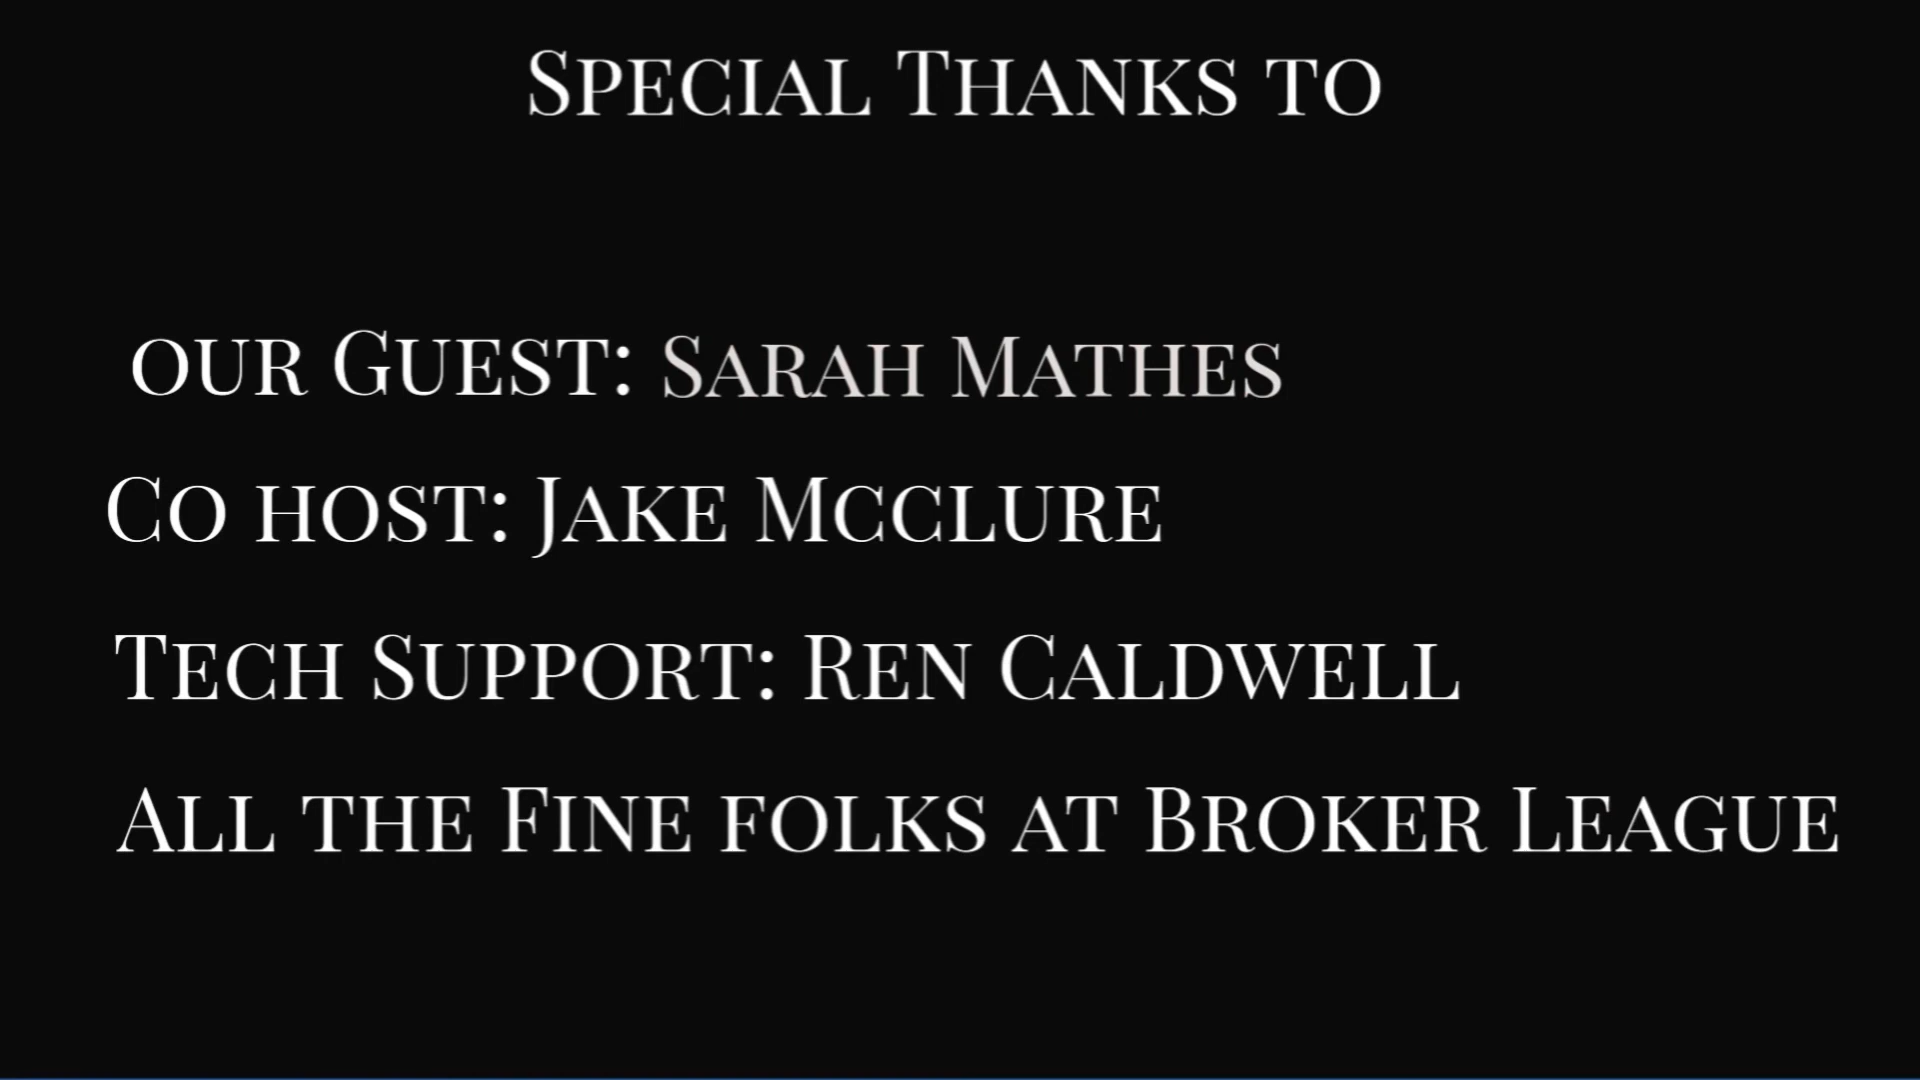 Special Thanks to
our Guest: Sarah Mathes
Co host: Jake Mcclure
Tech Support: Ren Caldwell
All the Fine folks at Broker League